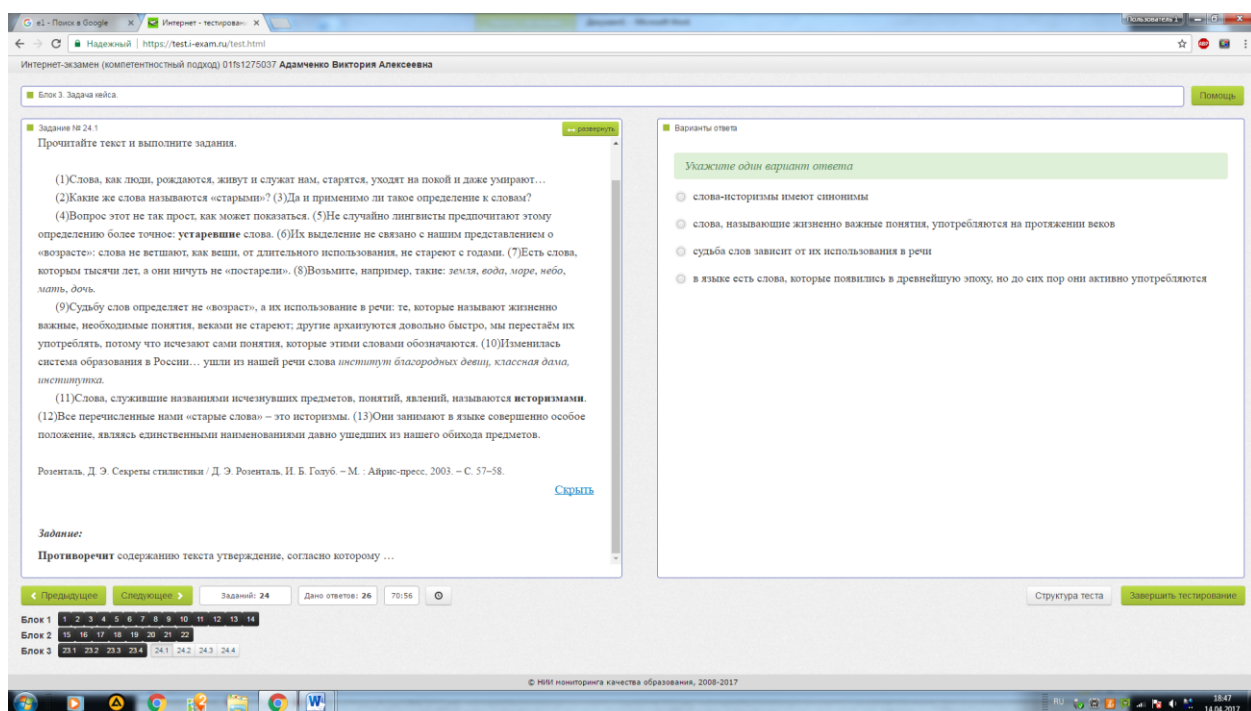 e1 - Поиск в Google
Интернет - тестирован
Пользователь 1
Надежный | https://test.i-exam.ru/test.html
Интернет-экзамен (компетентностный подход) 01fs1275037 Адамченко Виктория Алексеевна
Блок 3. Задача кейса.
Помощь
Задание № 24.1
развернуть
Прочитайте текст и выполните задания.
(1)Слова, как люди, рождаются, живут и служат нам, старятся, уходят на покой и даже умирают…
(2)Какие же слова называются «старыми»? (3)Да и применимо ли такое определение к словам?
(4)Вопрос этот не так прост, как может показаться. (5)Не случайно лингвисты предпочитают этому
определению более точное: устаревшие слова. (6)Их выделение не связано с нашим представлением о
«возрасте»: слова не ветшают, как вещи, от длительного использования, не стареют с годами. (7)Есть слова,
которым тысячи лет, а они ничуть не «постарели». (8)Возьмите, например, такие: земля, вода, море, небо,
мать, дочь.
(9)Судьбу слов определяет не «возраст», а их использование в речи: те, которые называют жизненно
важные, необходимые понятия, веками не стареют; другие архаизуются довольно быстро, мы перестаём их
употреблять, потому что исчезают сами понятия, которые этими словами обозначаются. (10)Изменилась
система образования в России… ушли из нашей речи слова институт благородных девиц, классная дама,
институтка.
(11)Слова, служившие названиями исчезнувших предметов, понятий, явлений, называются историзмами.
(12)Все перечисленные нами «старые слова» – это историзмы. (13)Они занимают в языке совершенно особое
положение, являясь единственными наименованиями давно ушедших из нашего обихода предметов.
Розенталь, Д. Э. Секреты стилистики / Д. Э. Розенталь, И. Б. Голуб. – М. : Айрис-пресс, 2003. – С. 57–58.
Скрыть
Задание:
Противоречит содержанию текста утверждение, согласно которому …
Варианты ответа
Укажите один вариант ответа
слова-историзмы имеют синонимы
слова, называющие жизненно важные понятия, употребляются на протяжении веков
судьба слов зависит от их использования в речи
в языке есть слова, которые появились в древнейшую эпоху, но до сих пор они активно употребляются
Предыдущее Следующее Заданий: 24 Дано ответов: 26 70:56 Структура теста Завершить тестирование
Блок 1 1 2 3 4 5 6 7 8 9 10 11 12 13 14
Блок 2 15 16 17 18 19 20 21 22
Блок 3 23.1 23.2 23.3 23.4 24.1 24.2 24.3 24.4
© НИИ мониторинга качества образования, 2008-2017
RU 18:47
14.04.2017